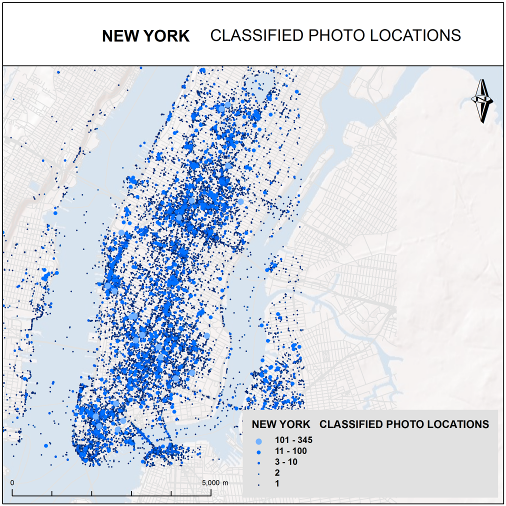 NEW YORK CLASSIFIED PHOTO LOCATIONS
NEW YORK CLASSIFIED PHOTO LOCATIONS
101 - 345
11 - 100
3 - 10
2
1
0 5,000 m